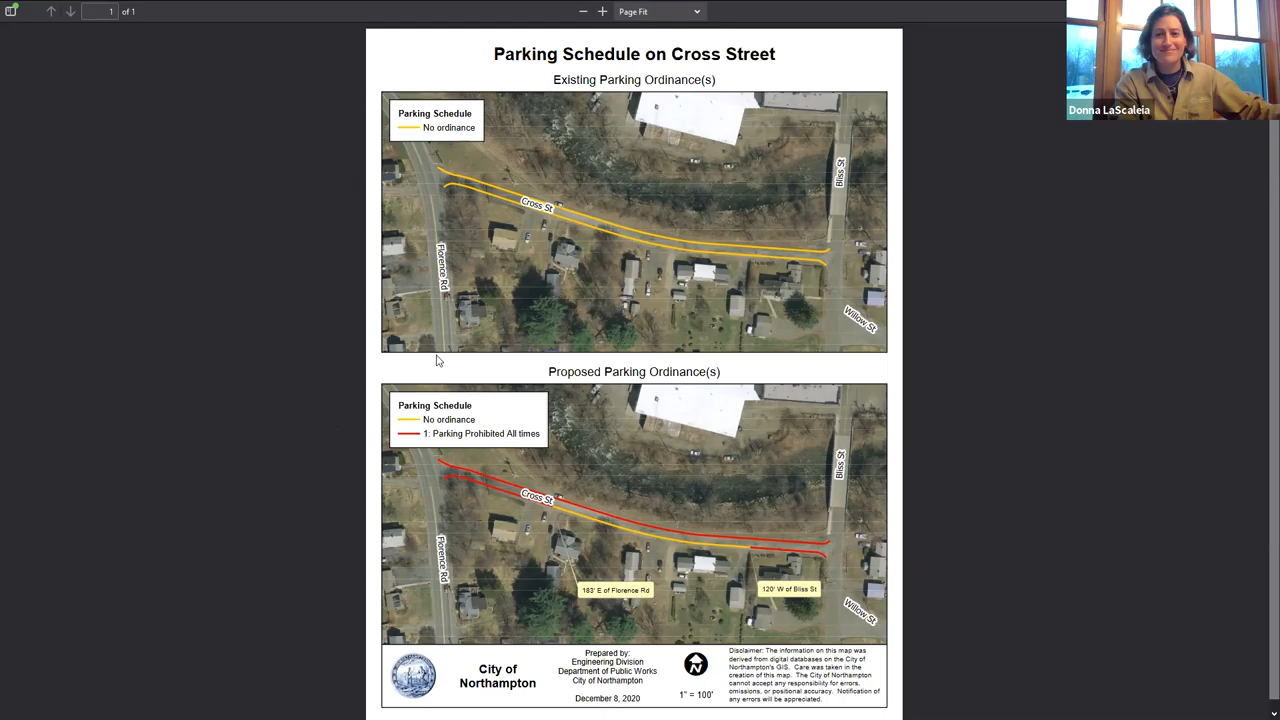 1 of 1
Page Fit
Donna LaScaleia
Parking Schedule on Cross Street
Existing Parking Ordinance(s)
Parking Schedule
No ordinance
Bliss St
Cross St
Florence Rd
Willow St
Proposed Parking Ordinance(s)
Parking Schedule
No ordinance
1: Parking Prohibited All times
Bliss St
Cross St
Florence Rd
183' E of Florence Rd
120' W of Bliss St
Willow St
City of
Northampton
Prepared by:
Engineering Division
Department of Public Works
City of Northampton
December 8, 2020
N
1" = 100'
Disclaimer: The information on this map was
derived from digital databases on the City of
Northampton's GIS. Care was taken in the
creation of this map. The City of Northampton
cannot accept any responsibility for errors,
omissions, or positional accuracy. Notification of
any errors will be appreciated.